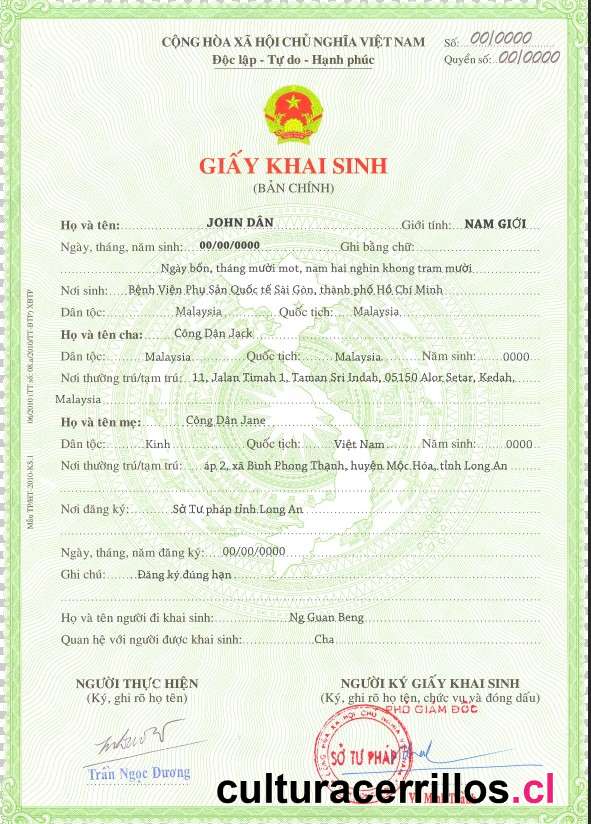 CỘNG HÒA XÃ HỘI CHỦ NGHĨA VIỆT NAM
Độc lập - Tự do - Hạnh phúc
Số: 00/0000
Quyển số: 00/0000
GIẤY KHAI SINH
(BẢN CHÍNH)
Họ và tên: JOHN DÂN Giới tính: NAM GIỚI
Ngày, tháng, năm sinh: 00/00/0000 Ghi bằng chữ:
Ngày bốn, tháng mười mot, nam hai nghin khong tram mười
Nơi sinh: Bệnh Viện Phụ Sản Quốc tế Sài Gòn, thành phố Hồ Chí Minh
Dân tộc: Malaysia Quốc tịch: Malaysia
Họ và tên cha: Công Dân Jack
Dân tộc: Malaysia Quốc tịch: Malaysia Năm sinh: 0000
Nơi thường trú/tạm trú: 11, Jalan Timah 1, Taman Sri Indah, 05150 Alor Setar, Kedah,
Malaysia
Họ và tên mẹ: Công Dân Jane
Dân tộc: Kinh Quốc tịch: Việt Nam Năm sinh: 0000
Nơi thường trú/tạm trú: áp 2, xã Bình Phong Thạnh, huyện Mộc Hóa, tỉnh Long An
Nơi đăng ký: Sở Tư pháp tỉnh Long An
Ngày, tháng, năm đăng ký: 00/00/0000
Ghi chú: Đăng ký đúng hạn
Họ và tên người đi khai sinh: Ng Guan Beng
Quan hệ với người được khai sinh: Cha
NGƯỜI THỰC HIỆN
(Ký, ghi rõ họ tên)
Trần Ngọc Dương
NGƯỜI KÝ GIẤY KHAI SINH
(Ký, ghi rõ họ tên, chức vụ và đóng dấu)
PHÓ GIÁM ĐỐC
SỞ TƯ PHÁP
culturacerrillos.cl
Mẫu TP/HT-2010-KS.1 06/2010 (TT số: 08.a/2010/TT-BTP) XBTP